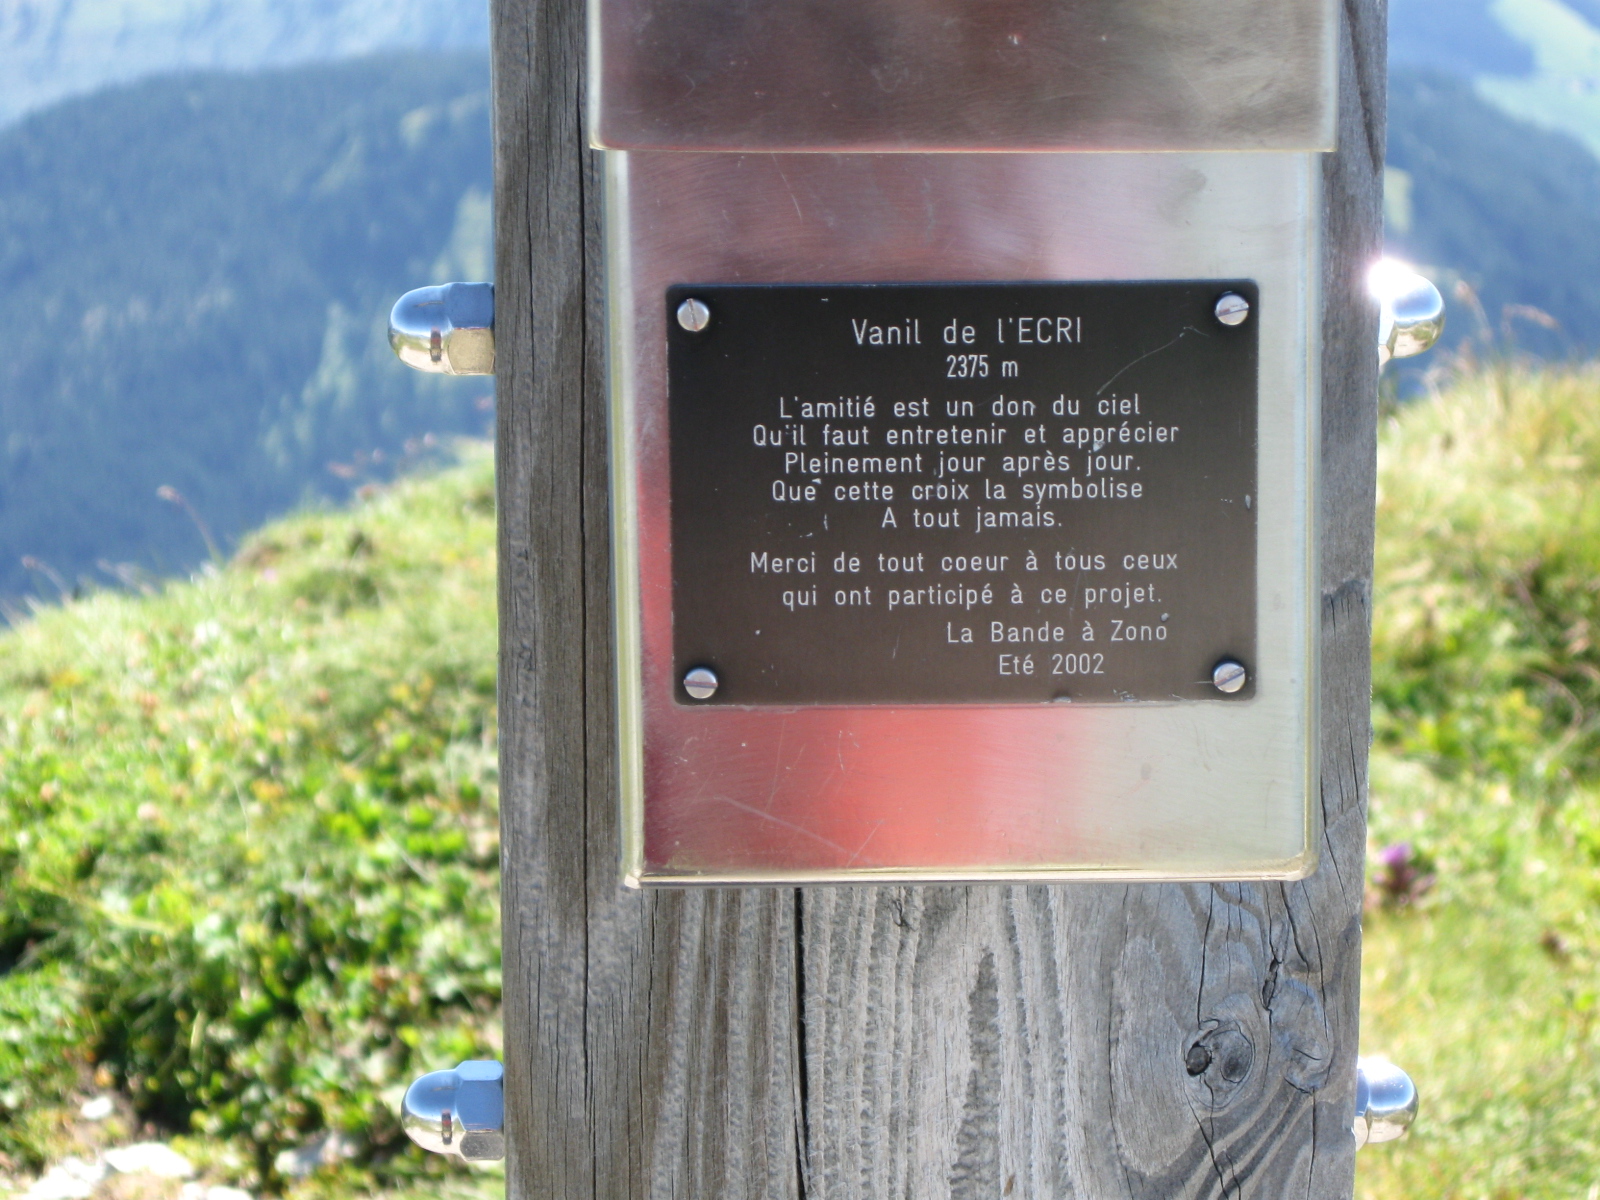 Vanil de l'ECRI
2375 m
L'amitié est un don du ciel
Qu'il faut entretenir et apprécier
Pleinement jour après jour.
Que cette croix la symbolise
A tout jamais.
Merci de tout coeur à tous ceux
qui ont participé à ce projet.
La Bande à Zono
Eté 2002